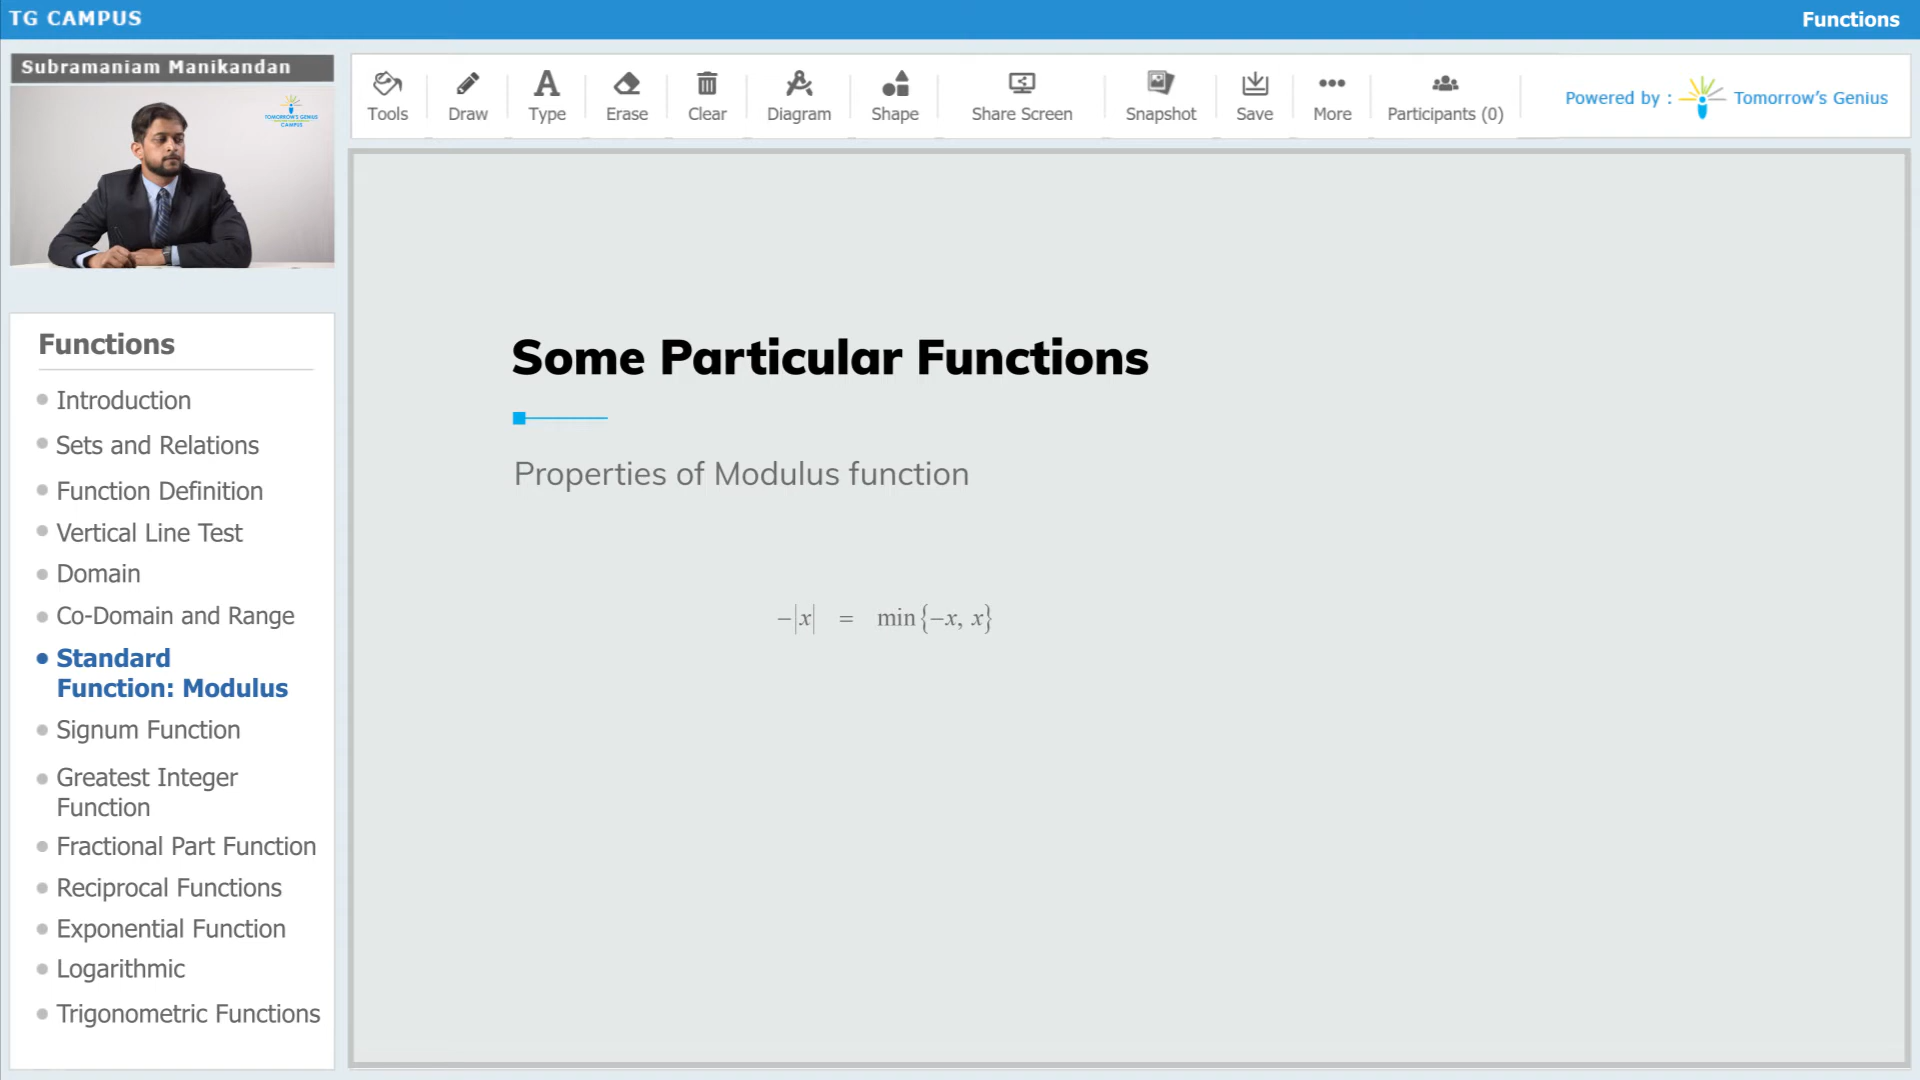 TG CAMPUS
Functions
Subramaniam Manikandan
TOMORROW'S GENIUS
CAMPUS
Tools
Draw
Type
Erase
Clear
Diagram
Shape
Share Screen
Snapshot
Save
More
Participants (0)
Powered by :
Tomorrow's Genius
Functions
Introduction
Sets and Relations
Function Definition
Vertical Line Test
Domain
Co-Domain and Range
Standard
Function: Modulus
Signum Function
Greatest Integer
Function
Fractional Part Function
Reciprocal Functions
Exponential Function
Logarithmic
Trigonometric Functions
Some Particular Functions
Properties of Modulus function
−|x| = min{−x, x}